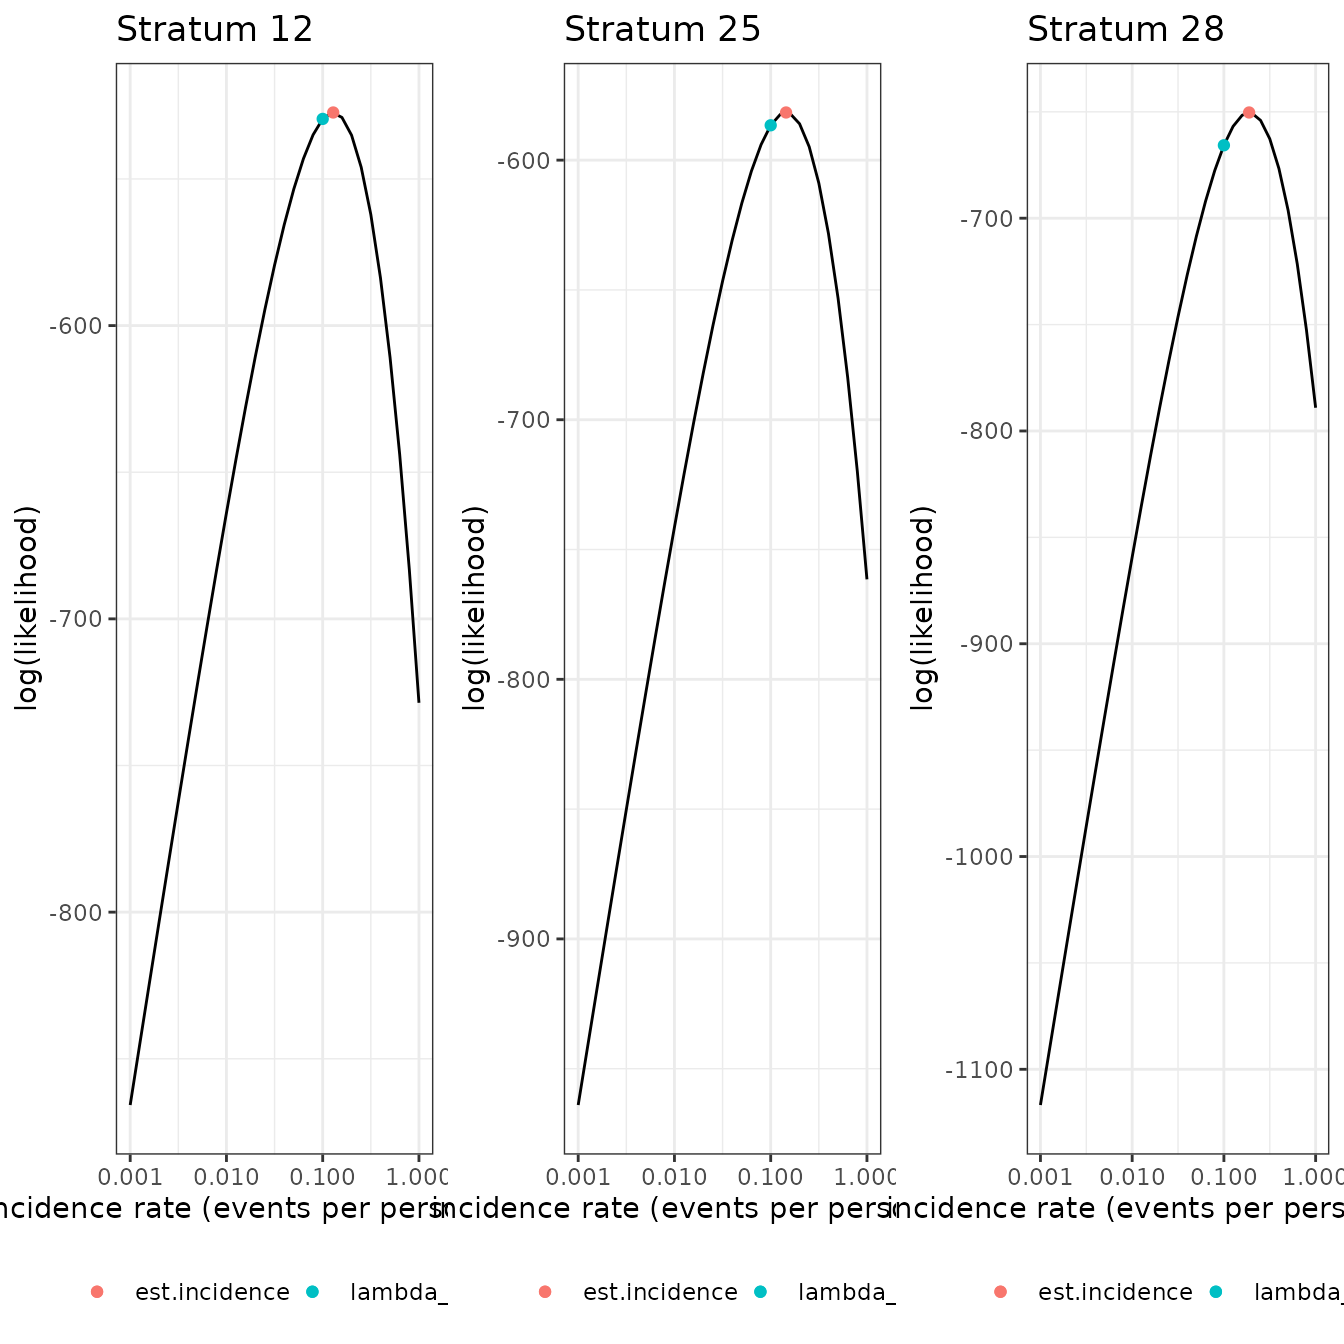 Stratum 12
log(likelihood)
-600
-700
-800
0.001 0.010 0.100 1.000
ncidence rate (events per pers
est.incidence lambda_
Stratum 25
log(likelihood)
-600
-700
-800
-900
0.001 0.010 0.100 1.000
incidence rate (events per pers
est.incidence lambda_
Stratum 28
log(likelihood)
-700
-800
-900
-1000
-1100
0.001 0.010 0.100 1.000
incidence rate (events per pers
est.incidence lambda_